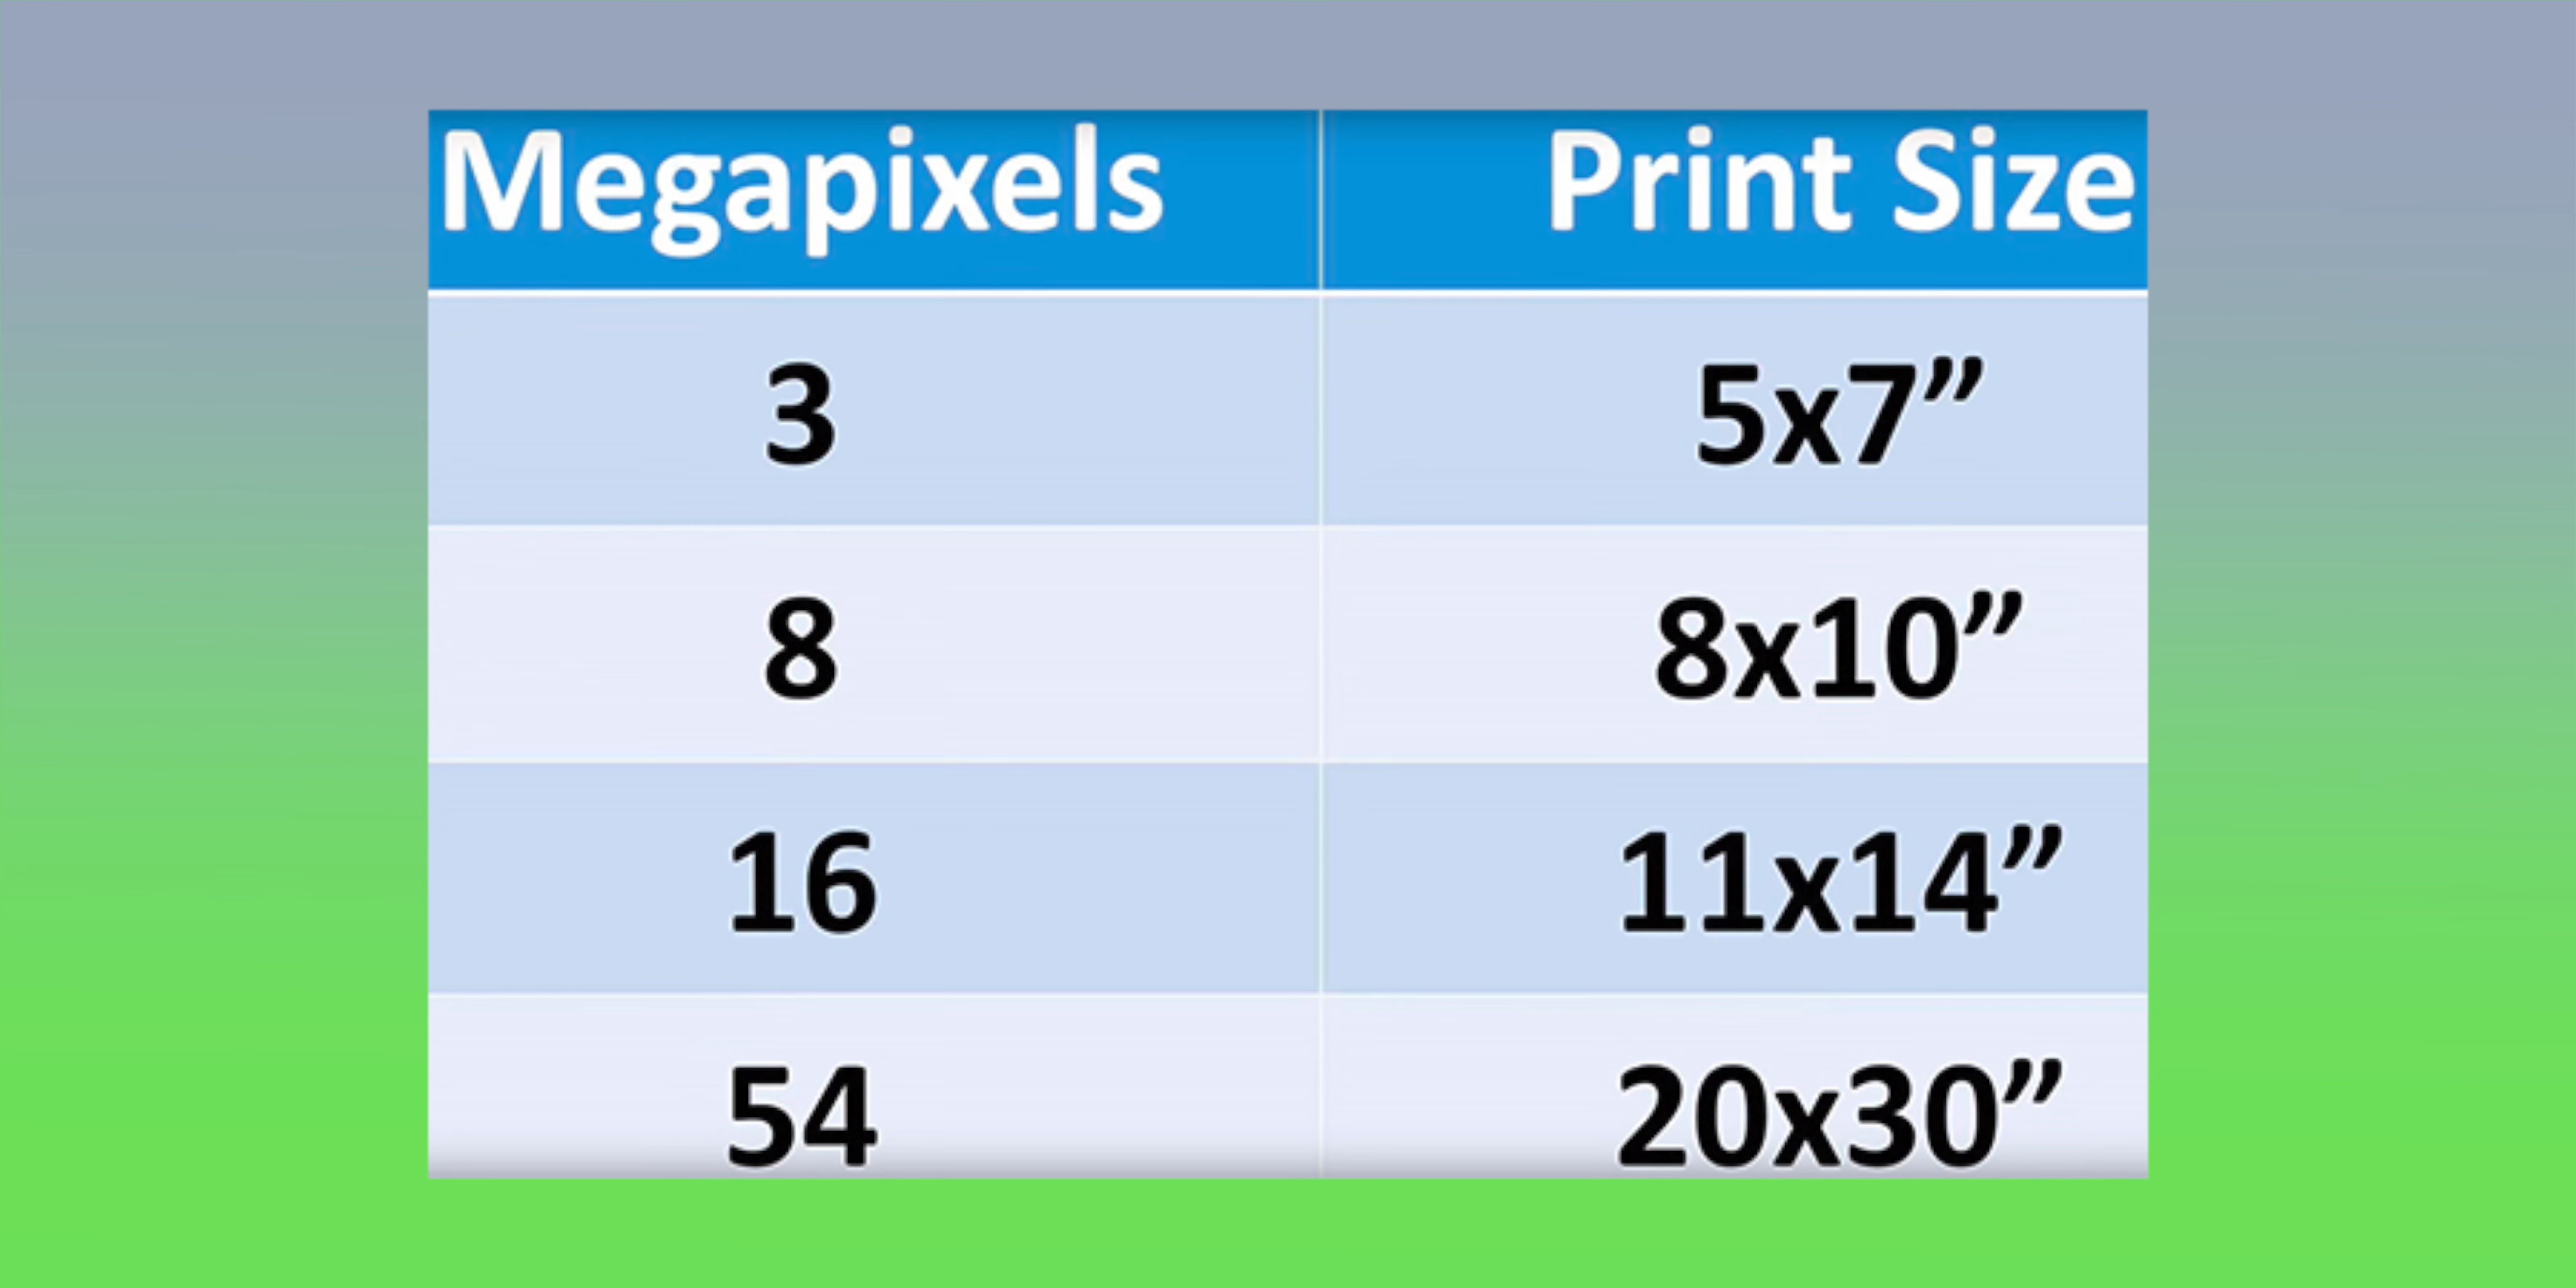 Megapixels Print Size
3 5x7”
8 8x10”
16 11x14”
54 20x30”